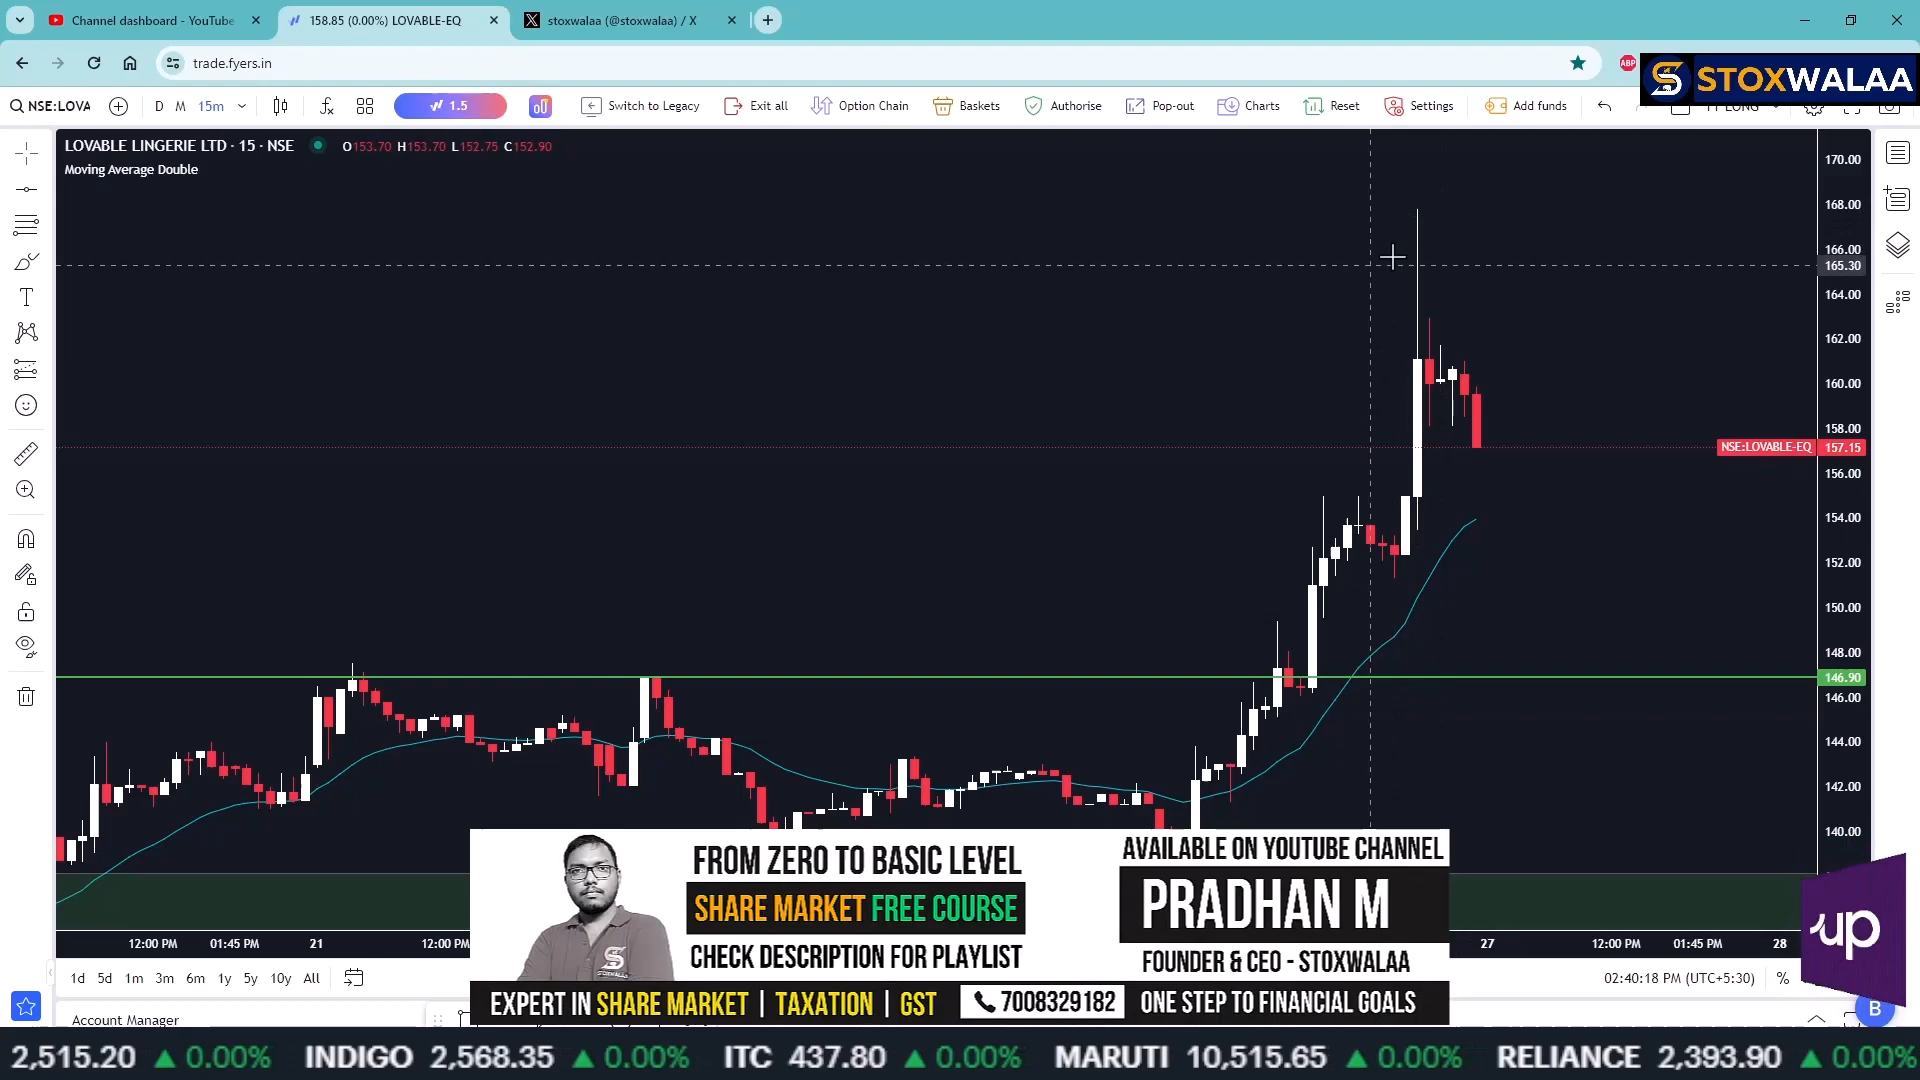 Channel dashboard - YouTube
158.85 (0.00%) LOVABLE-EQ
stoxwalaa (@stoxwalaa) / X
trade.fyers.in
ABP
STOXWALAA
NSE:LOVA
D M 15m
1.5
Switch to Legacy
Exit all
Option Chain
Baskets
Authorise
Pop-out
Charts
Reset
Settings
Add funds
LOVABLE LINGERIE LTD · 15 · NSE
O153.70 H153.70 L152.75 C152.90
Moving Average Double
170.00
168.00
166.00
165.30
164.00
162.00
160.00
158.00
NSE:LOVABLE-EQ 157.15
156.00
154.00
152.00
150.00
148.00
146.90
146.00
144.00
142.00
140.00
12:00 PM 01:45 PM 21 12:00 PM 27 12:00 PM 01:45 PM 28
FROM ZERO TO BASIC LEVEL
SHARE MARKET FREE COURSE
CHECK DESCRIPTION FOR PLAYLIST
STOXWALAA
AVAILABLE ON YOUTUBE CHANNEL
PRADHAN M
FOUNDER & CEO - STOXWALAA
EXPERT IN SHARE MARKET | TAXATION | GST
7008329182
ONE STEP TO FINANCIAL GOALS
up
1d 5d 1m 3m 6m 1y 5y 10y All
02:40:18 PM (UTC+5:30) %
B
Account Manager
2,515.20 ▲ 0.00% INDIGO 2,568.35 ▲ 0.00% ITC 437.80 ▲ 0.00% MARUTI 10,515.65 ▲ 0.00% RELIANCE 2,393.90 ▲ 0.00%